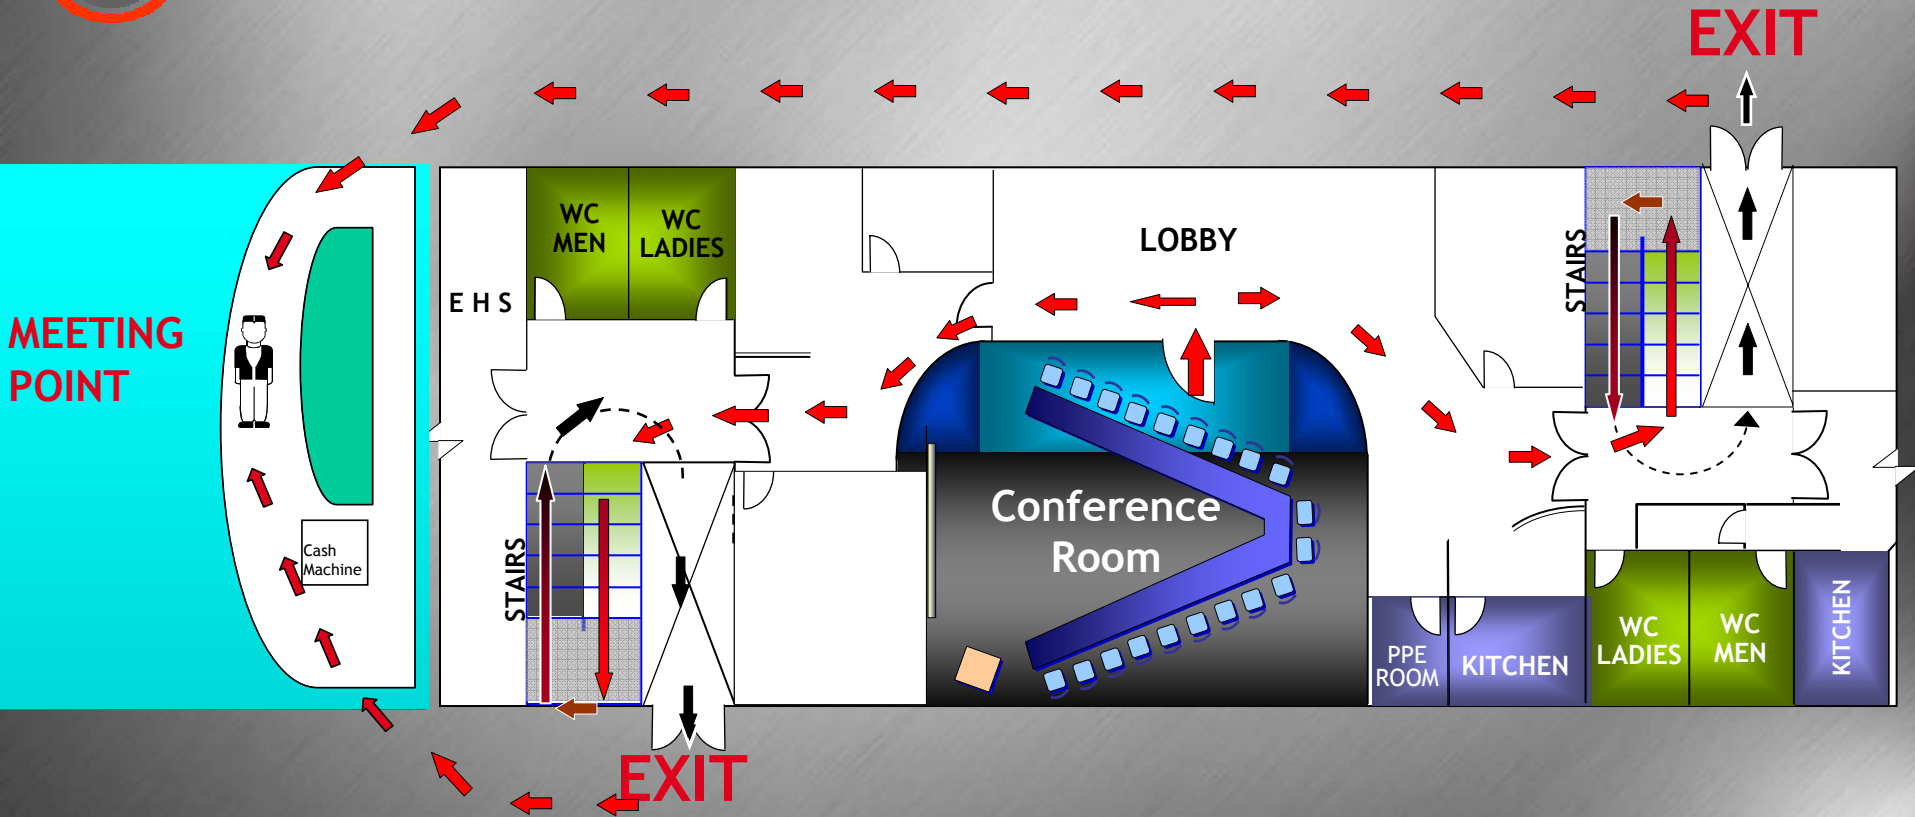 EXIT
WC
MEN
WC
LADIES
LOBBY
STAIRS
E H S
MEETING
POINT
Conference
Room
Cash
Machine
STAIRS
PPE
ROOM
KITCHEN
WC
LADIES
WC
MEN
KITCHEN
EXIT